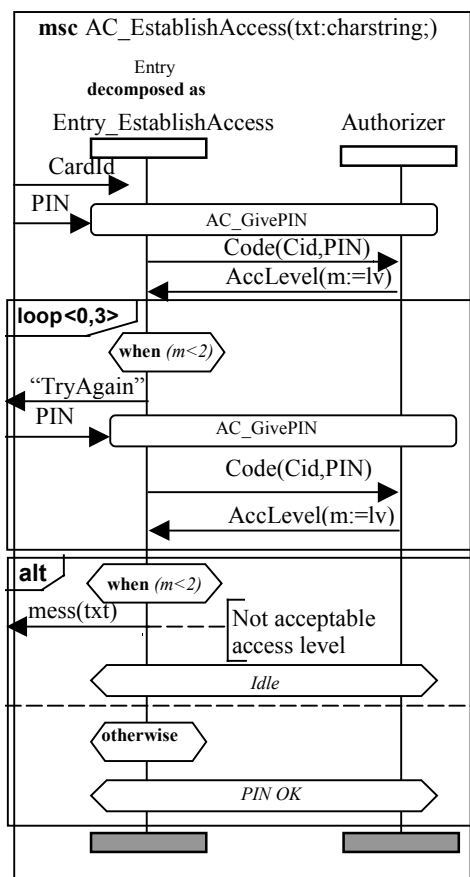 msc AC_EstablishAccess(txt:charstring;)
Entry
decomposed as
Entry_EstablishAccess
Authorizer
CardId
PIN
AC_GivePIN
Code(Cid,PIN)
AccLevel(m:=lv)
loop<0,3>
when (m<2)
“TryAgain”
PIN
AC_GivePIN
Code(Cid,PIN)
AccLevel(m:=lv)
alt
when (m<2)
mess(txt)
Not acceptable
access level
Idle
otherwise
PIN OK